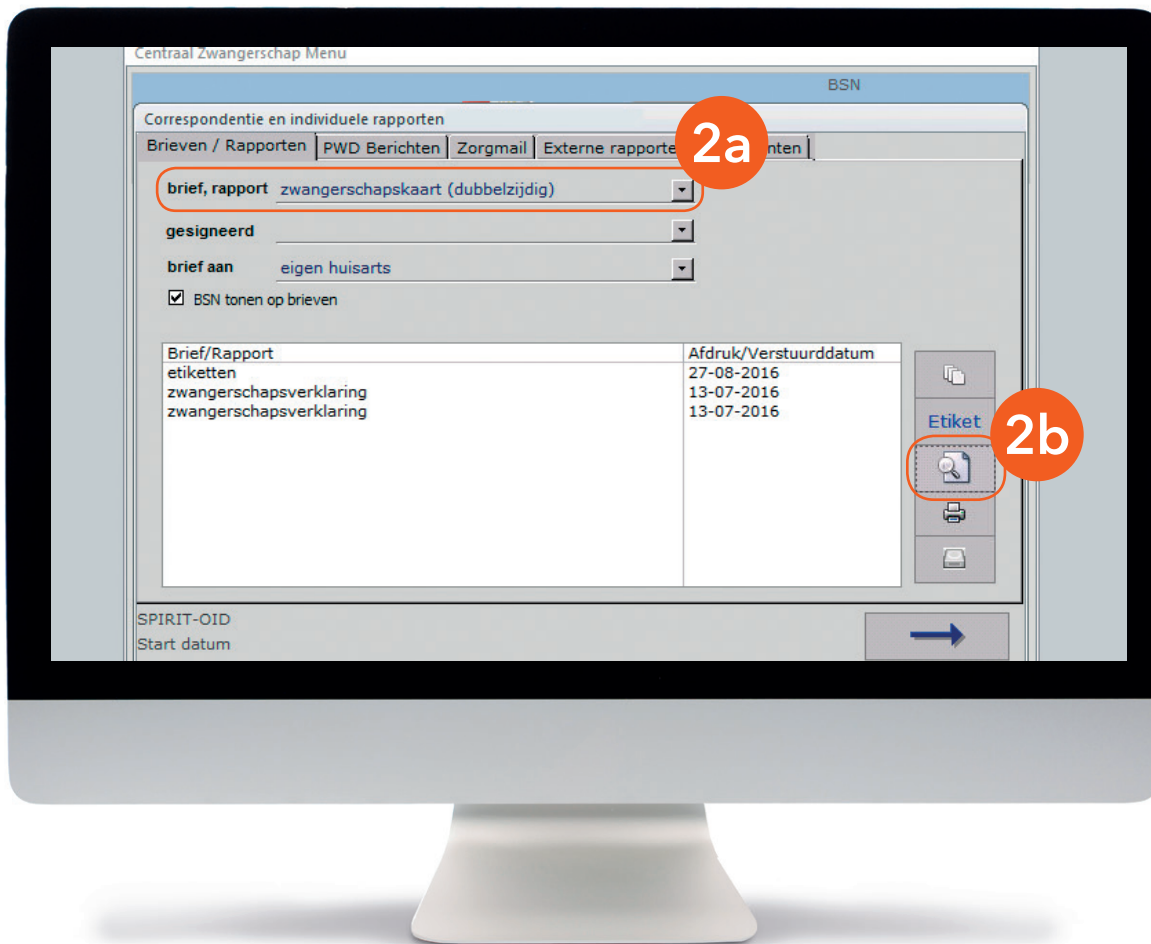 Centraal Zwangerschap Menu
BSN
Correspondentie en individuele rapporten
Brieven / Rapporten PWD Berichten Zorgmail Externe rapporte 2a nten
brief, rapport zwangerschapskaart (dubbelzijdig)
gesigneerd
brief aan eigen huisarts
BSN tonen op brieven
Brief/Rapport Afdruk/Verstuurddatum
etiketten 27-08-2016
zwangerschapsverklaring 13-07-2016
zwangerschapsverklaring 13-07-2016
Etiket
2b
SPIRIT-OID
Start datum